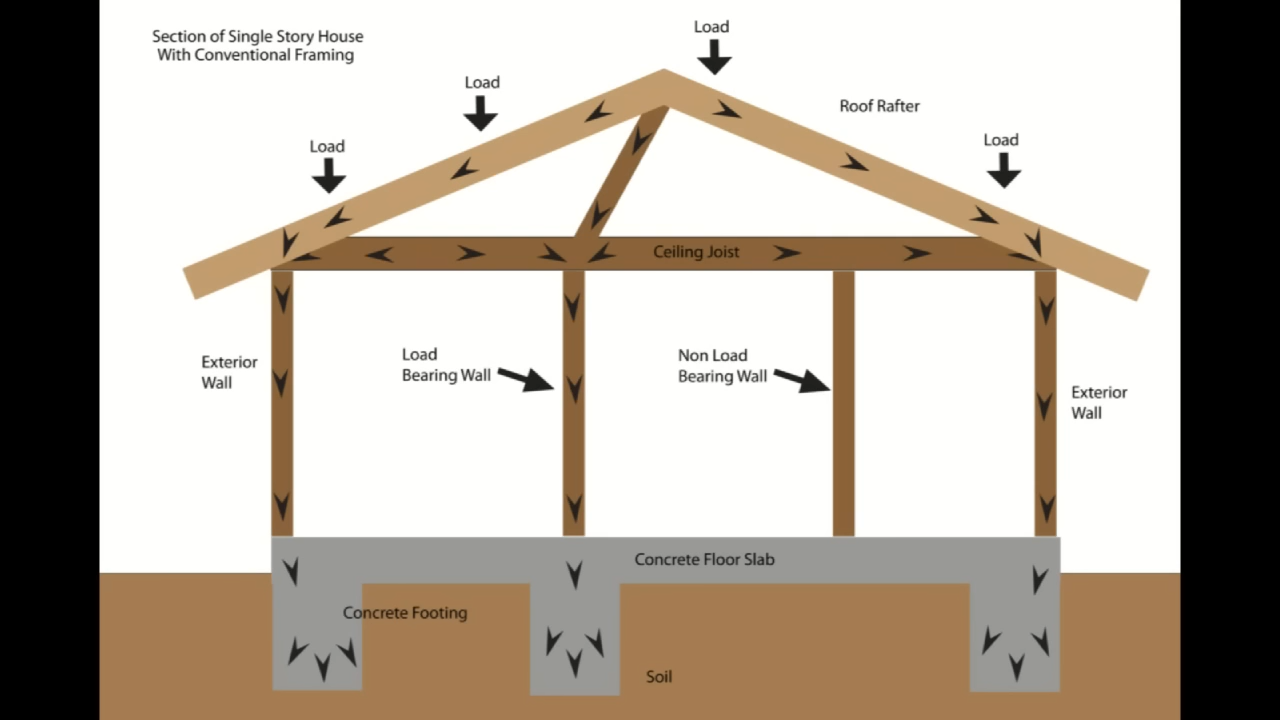 Section of Single Story House
With Conventional Framing
Load
Load
Load
Roof Rafter
Load
Ceiling Joist
Exterior
Wall
Load
Bearing Wall
Non Load
Bearing Wall
Exterior
Wall
Concrete Floor Slab
Concrete Footing
Soil